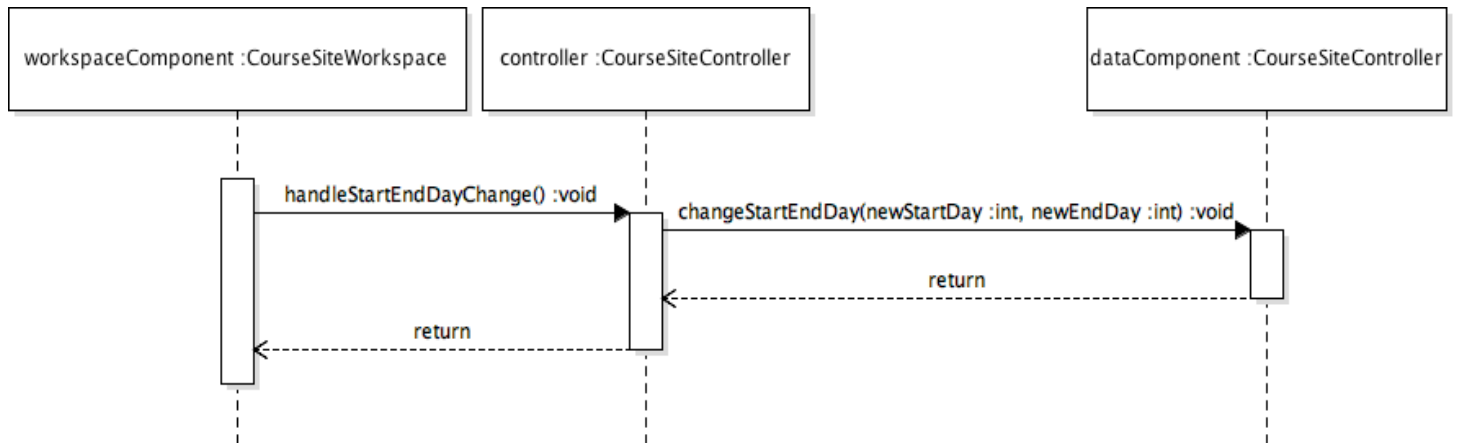 workspaceComponent :CourseSiteWorkspace
controller :CourseSiteController
dataComponent :CourseSiteController
handleStartEndDayChange() :void
changeStartEndDay(newStartDay :int, newEndDay :int) :void
return
return